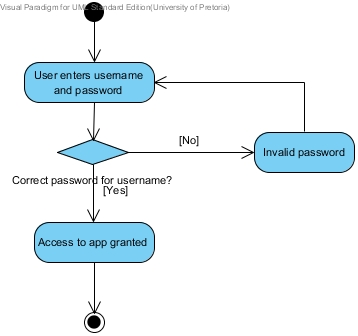 Visual Paradigm for UML Standard Edition(University of Pretoria)
User enters username
and password
[No]
Invalid password
Correct password for username?
[Yes]
Access to app granted